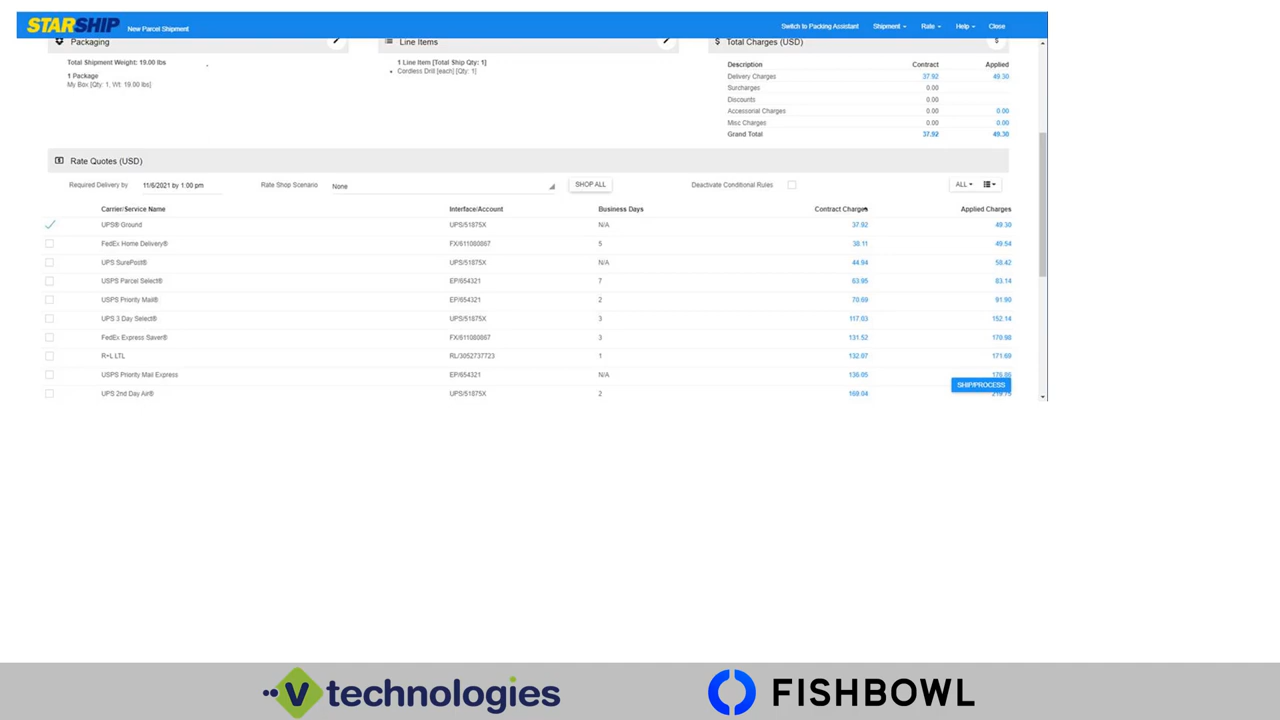 STARSHIP New Parcel Shipment Switch to Packing Assistant Shipment Rate Help Close
Packaging Line Items $ Total Charges (USD) $
Total Shipment Weight: 19.00 lbs
1 Package
My Box [Qty: 1, Wt: 19.00 lbs]
1 Line Item [Total Ship Qty: 1]
• Cordless Drill [each] [Qty: 1]
Description Contract Applied
Delivery Charges 37.92 49.30
Surcharges 0.00
Discounts 0.00
Accessorial Charges 0.00 0.00
Misc Charges 0.00 0.00
Grand Total 37.92 49.30
Rate Quotes (USD)
Required Delivery by 11/6/2021 by 1:00 pm Rate Shop Scenario None SHOP ALL Deactivate Conditional Rules ALL
Carrier/Service Name Interface/Account Business Days Contract Charges Applied Charges
UPS® Ground UPS/51875X N/A 37.92 49.30
FedEx Home Delivery® FX/611080867 5 38.11 49.54
UPS SurePost® UPS/51875X N/A 44.94 58.42
USPS Parcel Select® EP/654321 7 63.95 83.14
USPS Priority Mail® EP/654321 2 70.69 91.90
UPS 3 Day Select® UPS/51875X 3 117.03 152.14
FedEx Express Saver® FX/611080867 3 131.52 170.98
R+L LTL RL/3052737723 1 132.07 171.69
USPS Priority Mail Express EP/654321 N/A 136.05 176.86
SHIP/PROCESS
UPS 2nd Day Air® UPS/51875X 2 169.04 219.75
v technologies FISHBOWL